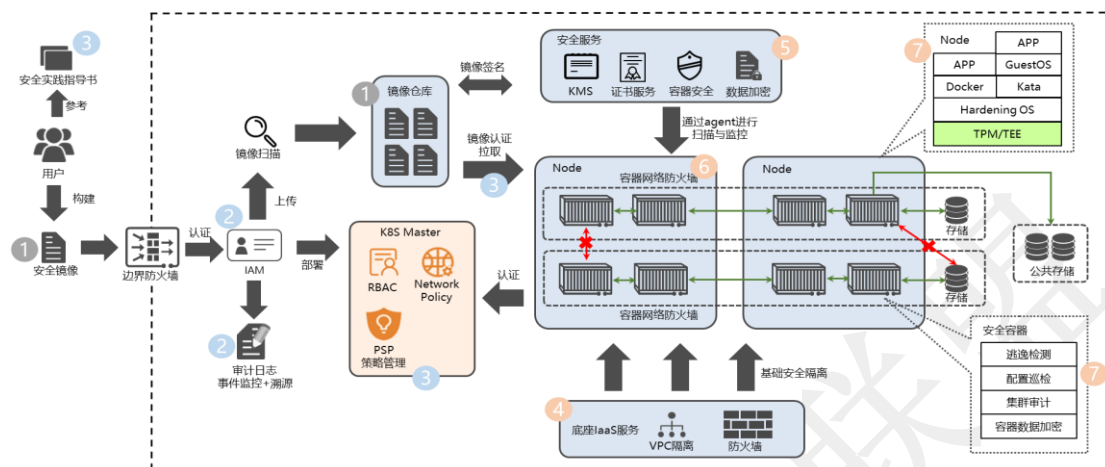 3
安全实践指导书
参考
用户
构建
1
安全镜像
边界防火墙
认证
2
IAM
上传
镜像扫描
部署
2
审计日志
事件监控+溯源
1
镜像仓库
镜像签名
镜像认证
拉取
3
K8S Master
RBAC
Network
Policy
PSP
策略管理
3
认证
安全服务
5
KMS
证书服务
容器安全
数据加密
通过agent进行
扫描与监控
Node
6
容器网络防火墙
Node
存储
存储
容器网络防火墙
公共存储
基础安全隔离
4
底座IaaS服务
VPC隔离
防火墙
7
Node
APP
APP
GuestOS
Docker
Kata
Hardening OS
TPM/TEE
安全容器
逃逸检测
配置巡检
7
集群审计
容器数据加密
联盟